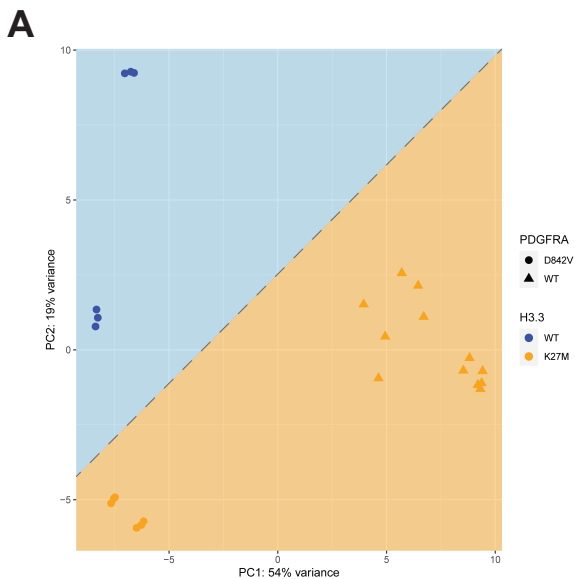 A
10
5
0
−5
PC2: 19% variance
−5
0
5
10
PC1: 54% variance
PDGFRA
D842V
WT
H3.3
WT
K27M